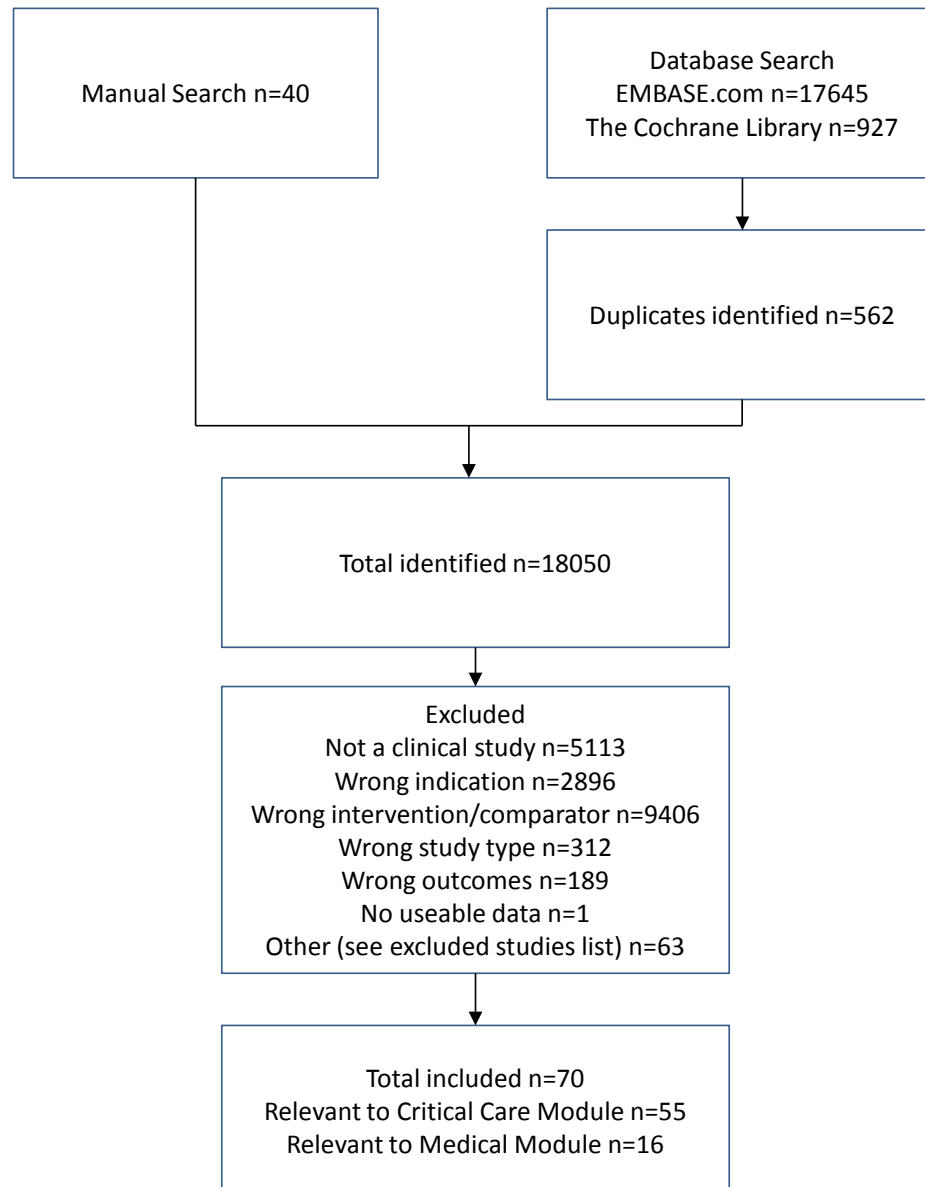 Manual Search n=40
Database Search
EMBASE.com n=17645
The Cochrane Library n=927
Duplicates identified n=562
Total identified n=18050
Excluded
Not a clinical study n=5113
Wrong indication n=2896
Wrong intervention/comparator n=9406
Wrong study type n=312
Wrong outcomes n=189
No useable data n=1
Other (see excluded studies list) n=63
Total included n=70
Relevant to Critical Care Module n=55
Relevant to Medical Module n=16